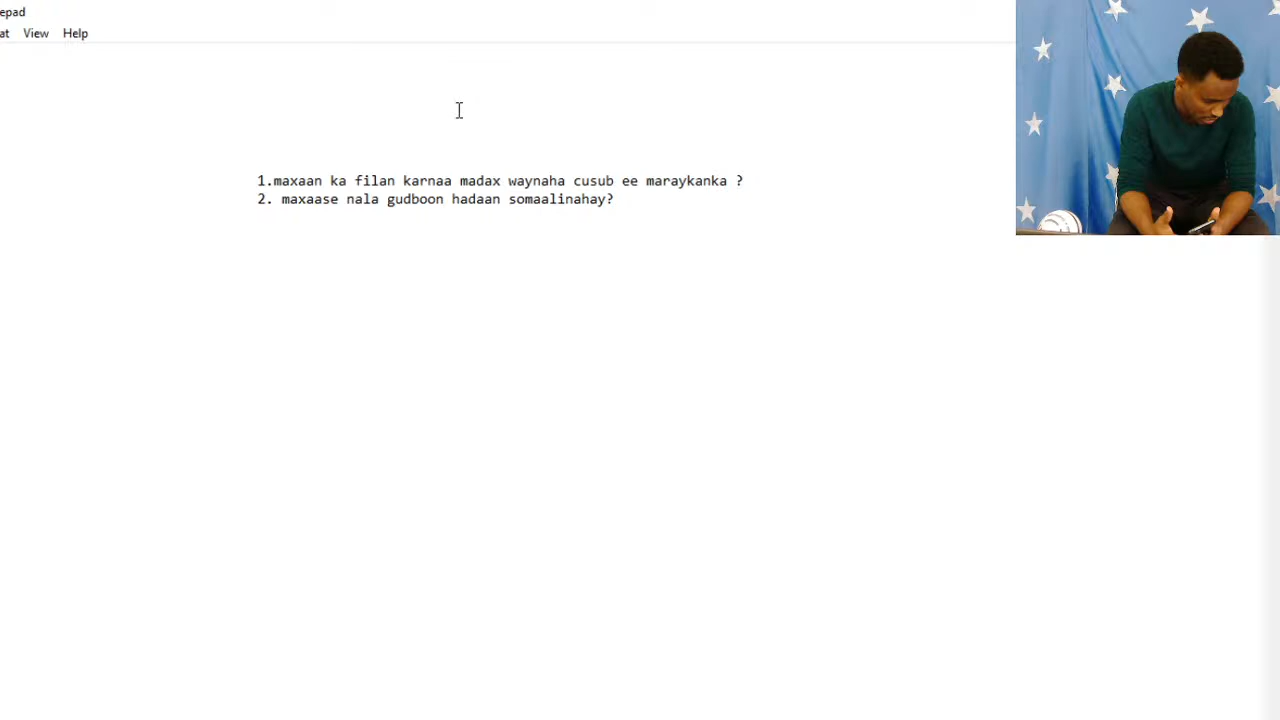 epad
at View Help
1.maxaan ka filan karnaa madax waynaha cusub ee maraykanka ?
2. maxaase nala gudboon hadaan somaalinahay?